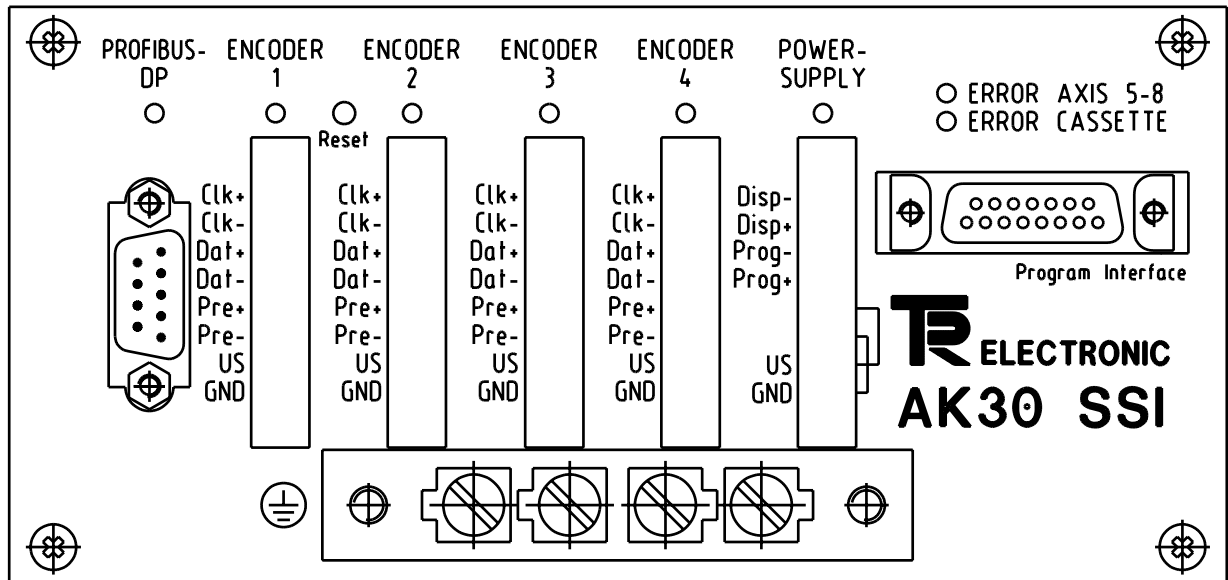 PROFIBUS-
DP
ENCODER
1
ENCODER
2
ENCODER
3
ENCODER
4
POWER-
SUPPLY
ERROR AXIS 5-8
ERROR CASSETTE
Reset
Clk+
Clk-
Dat+
Dat-
Pre+
Pre-
US
GND
Clk+
Clk-
Dat+
Dat-
Pre+
Pre-
US
GND
Clk+
Clk-
Dat+
Dat-
Pre+
Pre-
US
GND
Clk+
Clk-
Dat+
Dat-
Pre+
Pre-
US
GND
Disp-
Disp+
Prog-
Prog+
US
GND
Program Interface
TR ELECTRONIC
AK30 SSI